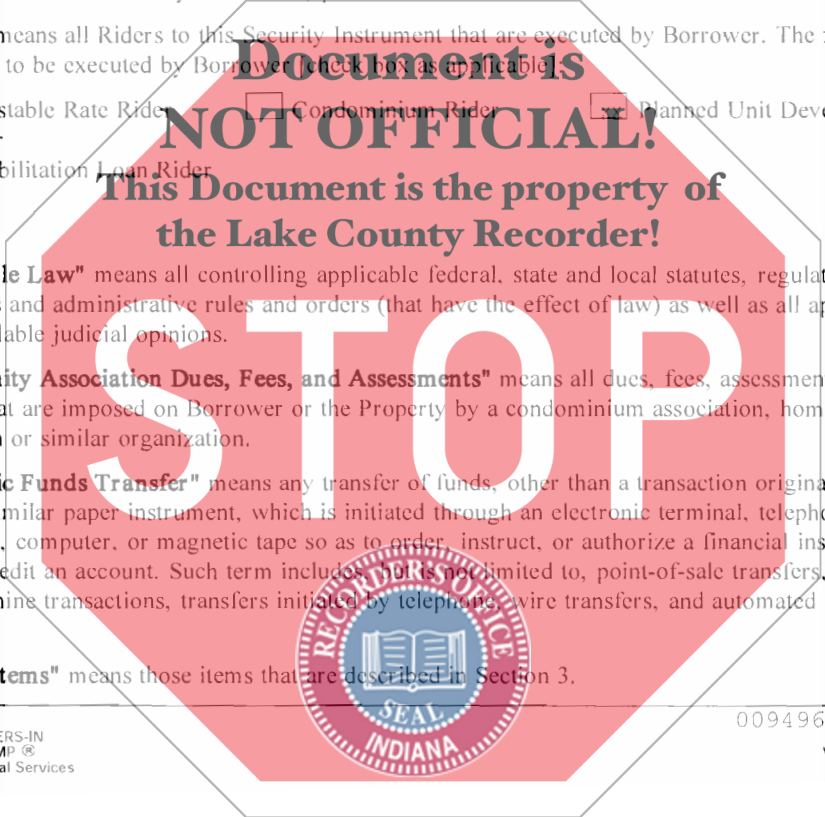 means all Riders to this Security Instrument that are executed by Borrower. The
to be executed by Borrower [check box as applicable]:
Document is
stable Rate Rider Condominium Rider xx Planned Unit Deve
NOT OFFICIAL!
bilitation Loan Rider
This Document is the property of
the Lake County Recorder!
le Law" means all controlling applicable federal, state and local statutes, regulat
s and administrative rules and orders (that have the effect of law) as well as all ap
lable judicial opinions.
STOP
ity Association Dues, Fees, and Assessments" means all dues, fees, assessmen
at are imposed on Borrower or the Property by a condominium association, hom
n or similar organization.
ic Funds Transfer" means any transfer of funds, other than a transaction origina
milar paper instrument, which is initiated through an electronic terminal, telepho
, computer, or magnetic tape so as to order, instruct, or authorize a financial ins
edit an account. Such term includes, but is not limited to, point-of-sale transfers,
ine transactions, transfers initiated by telephone, wire transfers, and automated
RECORDER'S OFFICE
SEAL
INDIANA
tems" means those items that are described in Section 3.
009496
ERS-IN
MP ®
al Services